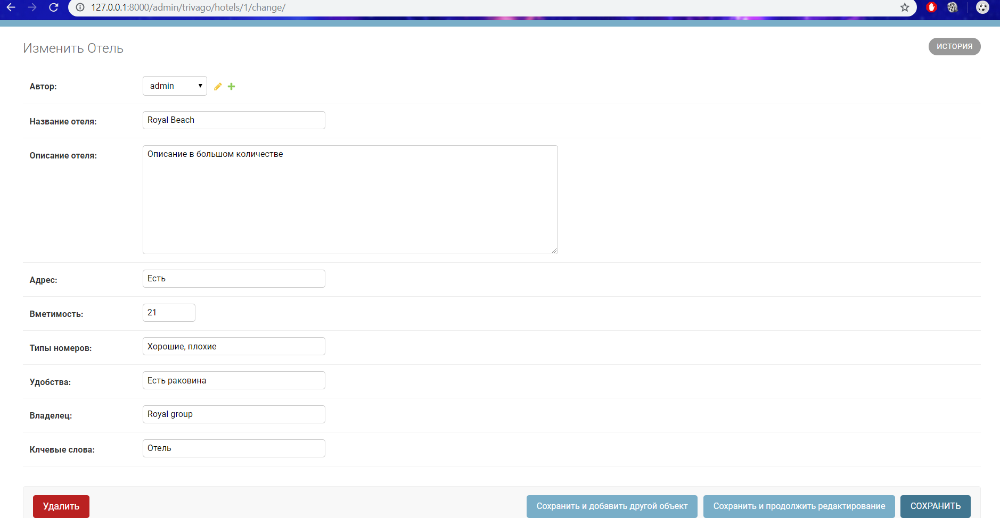 127.0.0.1:8000/admin/trivago/hotels/1/change/
Изменить Отель
ИСТОРИЯ
Автор: admin
Название отеля: Royal Beach
Описание отеля: Описание в большом количестве
Адрес: Есть
Вметимость: 21
Типы номеров: Хорошие, плохие
Удобства: Есть раковина
Владелец: Royal group
Клчевые слова: Отель
Удалить Сохранить и добавить другой объект Сохранить и продолжить редактирование СОХРАНИТЬ